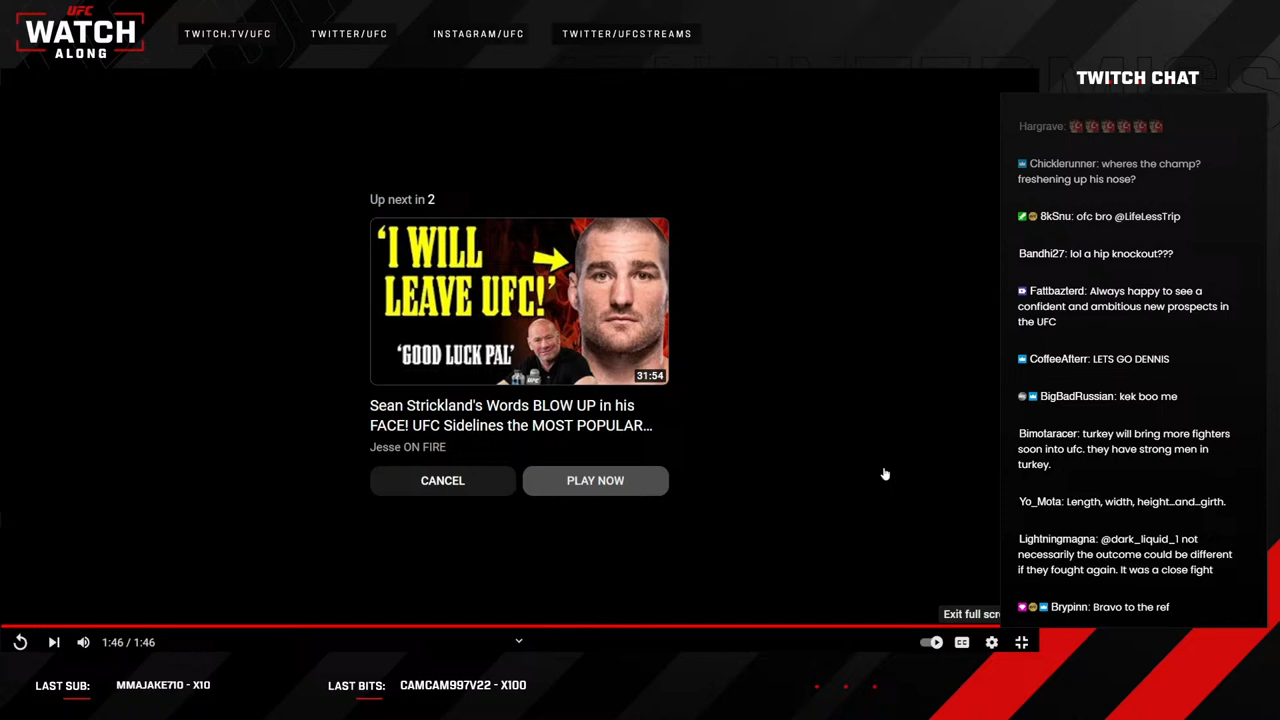 UFC
WATCH
ALONG
TWITCH.TV/UFC
TWITTER/UFC
INSTAGRAM/UFC
TWITTER/UFCSTREAMS
TWITCH CHAT
Up next in 2
'I WILL
LEAVE UFC!'
'GOOD LUCK PAL'
UFC
31:54
Sean Strickland's Words BLOW UP in his
FACE! UFC Sidelines the MOST POPULAR...
Jesse ON FIRE
CANCEL
PLAY NOW
Hargrave:
Chicklerunner: wheres the champ?
freshening up his nose?
8kSnu: ofc bro @LifeLessTrip
Bandhi27: lol a hip knockout???
Fattbazterd: Always happy to see a
confident and ambitious new prospects in
the UFC
CoffeeAfterr: LETS GO DENNIS
BigBadRussian: kek boo me
Bimotaracer: turkey will bring more fighters
soon into ufc. they have strong men in
turkey.
Yo_Mota: Length, width, height...and...girth.
Lightningmagna: @dark_liquid_1 not
necessarily the outcome could be different
if they fought again. It was a close fight
Brypinn: Bravo to the ref
Exit full scre
1:46 / 1:46
CC
LAST SUB:
MMAJAKE710 - X10
LAST BITS:
CAMCAM997V22 - X100